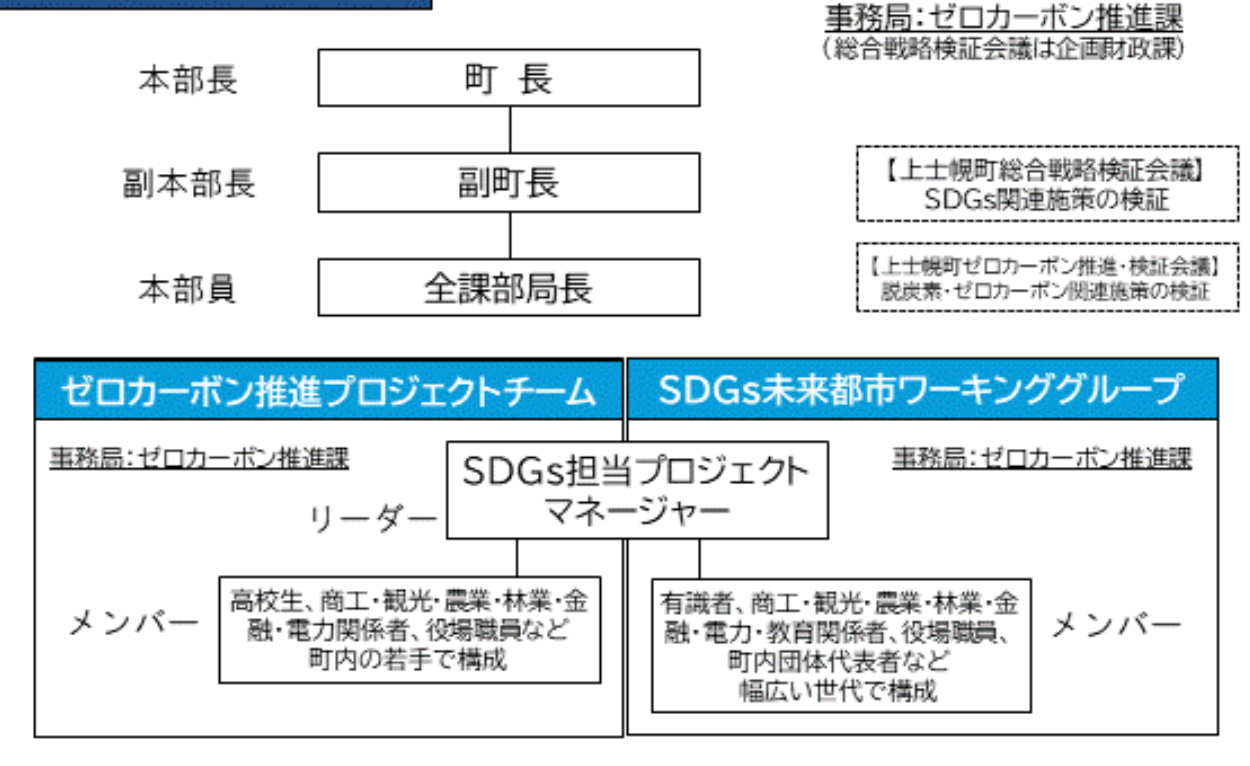 事務局：ゼロカーボン推進課
（総合戦略検証会議は企画財政課）
本部長
町 長
副本部長
副町長
【上士幌町総合戦略検証会議】
SDGs関連施策の検証
本部員
全課部局長
【上士幌町ゼロカーボン推進・検証会議】
脱炭素・ゼロカーボン関連施策の検証
ゼロカーボン推進プロジェクトチーム
事務局：ゼロカーボン推進課
SDGs未来都市ワーキンググループ
事務局：ゼロカーボン推進課
リーダー
SDGs担当プロジェクト
マネージャー
メンバー
高校生、商工・観光・農業・林業・金
融・電力関係者、役場職員など
町内の若手で構成
有識者、商工・観光・農業・林業・金
融・電力・教育関係者、役場職員、
町内団体代表者など
幅広い世代で構成
メンバー